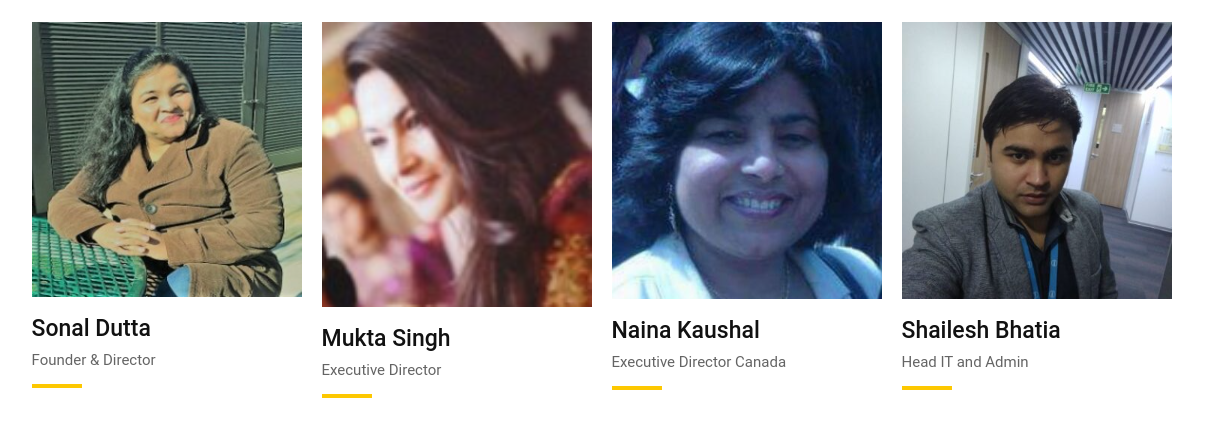 Sonal Dutta
Founder & Director
Mukta Singh
Executive Director
Naina Kaushal
Executive Director Canada
Shailesh Bhatia
Head IT and Admin